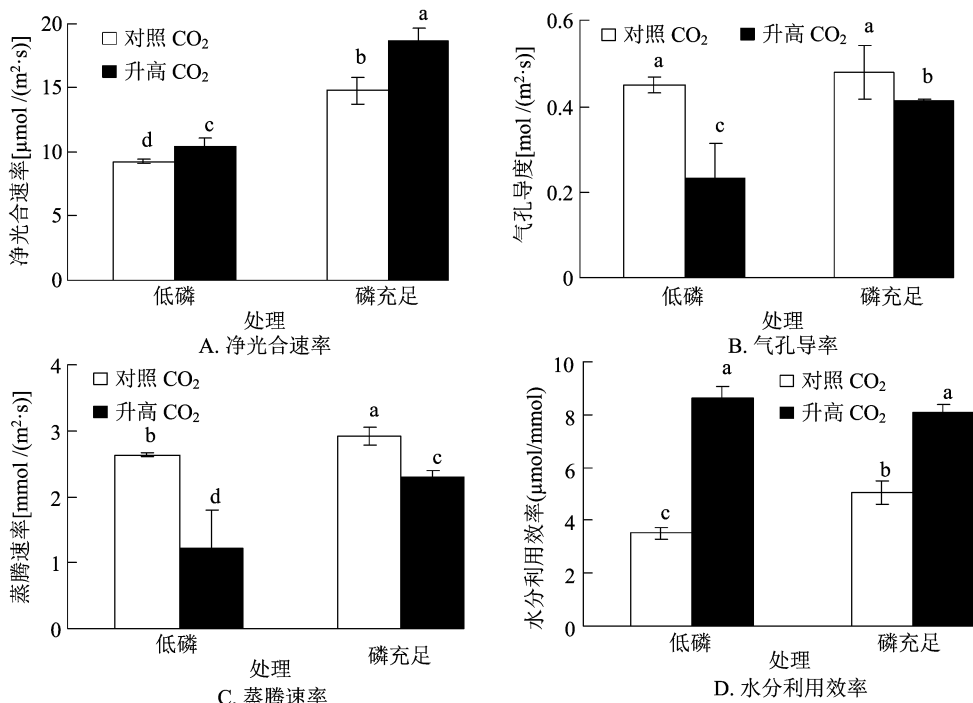 净光合速率[μmol /(m²·s)]
20
15
10
5
0
对照 CO₂
升高 CO₂
d
c
b
a
低磷
磷充足
处理
A. 净光合速率
气孔导度[mol /(m²·s)]
0.6
0.4
0.2
0
对照 CO₂
升高 CO₂
a
c
a
b
低磷
磷充足
处理
B. 气孔导率
蒸腾速率[mmol /(m²·s)]
4
3
2
1
0
对照 CO₂
升高 CO₂
b
d
a
c
低磷
磷充足
处理
C. 蒸腾速率
水分利用效率(μmol/mmol)
10
8
6
4
2
0
对照 CO₂
升高 CO₂
c
a
b
a
低磷
磷充足
处理
D. 水分利用效率